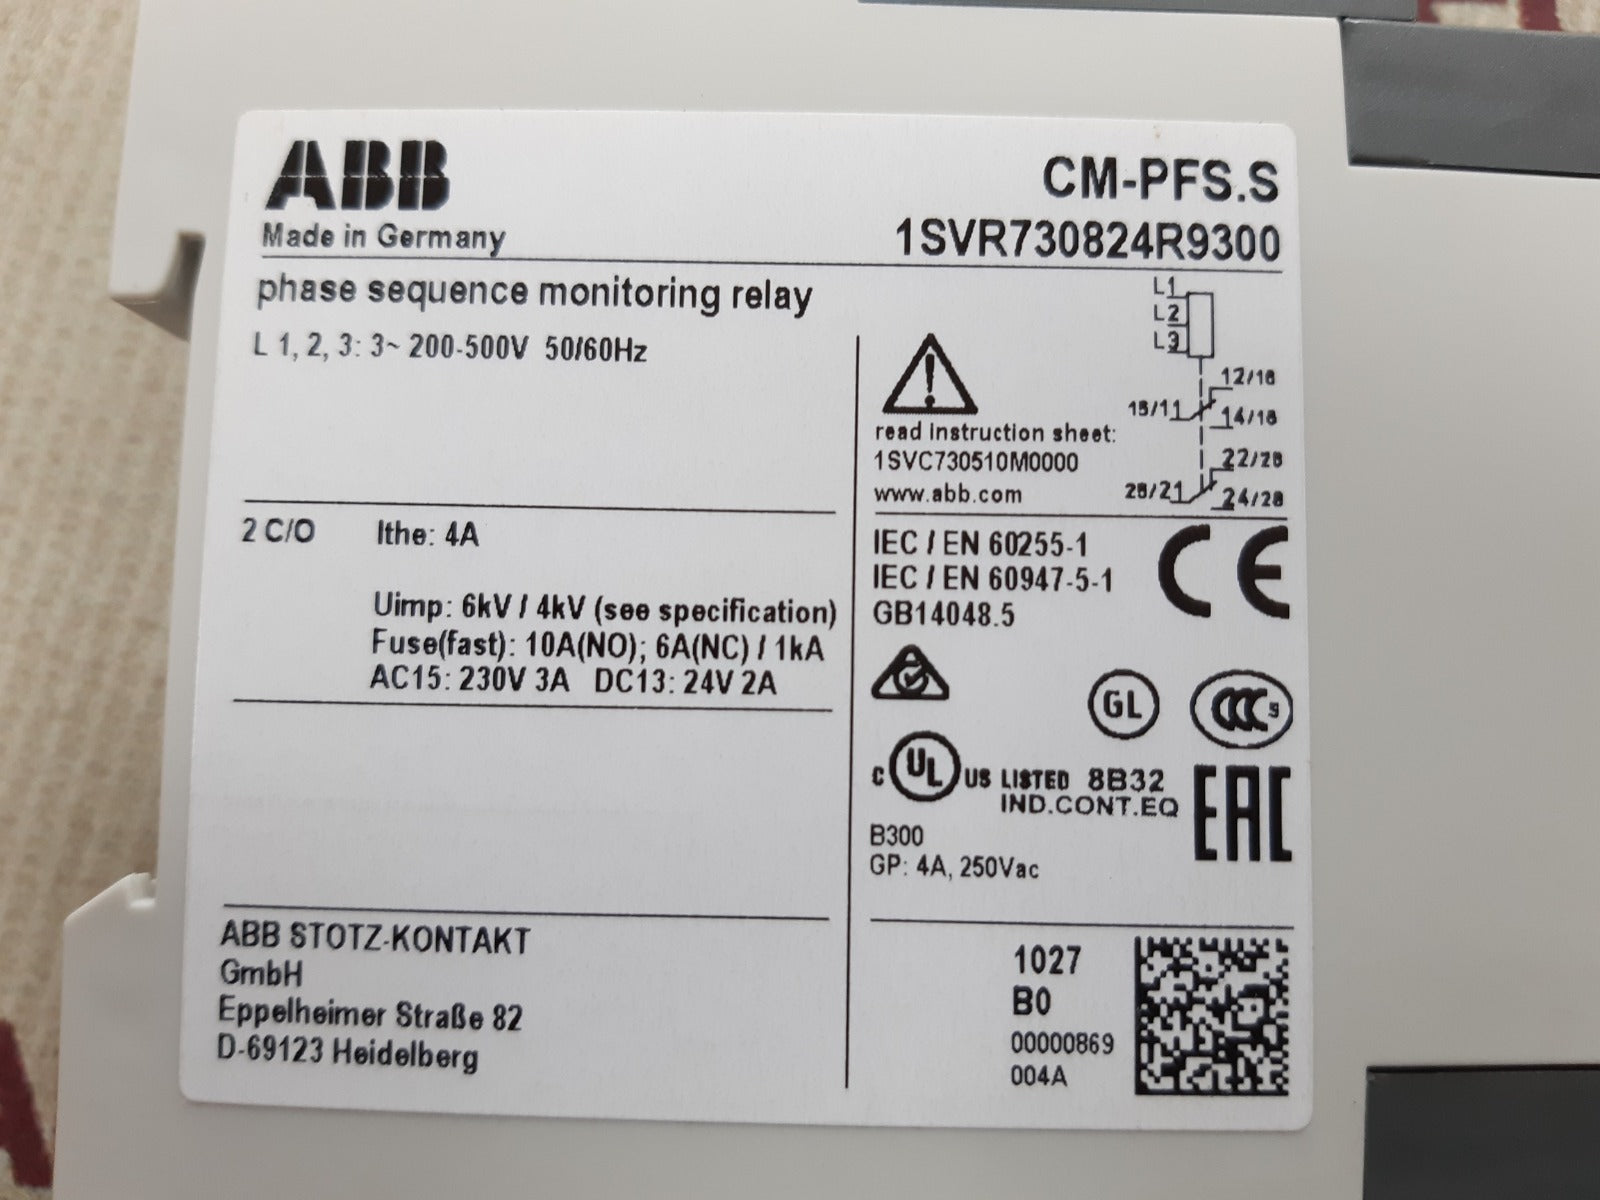 ABB
Made in Germany
CM-PFS.S
1SVR730824R9300
phase sequence monitoring relay
L 1, 2, 3: 3~ 200-500V 50/60Hz
L1
L2
L3
12/16
15/11
14/18
22/26
25/21
24/28
read instruction sheet:
1SVC730510M0000
www.abb.com
2 C/O Ithe: 4A
Uimp: 6kV / 4kV (see specification)
Fuse(fast): 10A(NO); 6A(NC) / 1kA
AC15: 230V 3A DC13: 24V 2A
IEC / EN 60255-1
IEC / EN 60947-5-1
GB14048.5
CE
GL
CCC S
C UL US LISTED 8B32
IND.CONT.EQ
EAC
B300
GP: 4A, 250Vac
ABB STOTZ-KONTAKT
GmbH
Eppelheimer Straße 82
D-69123 Heidelberg
1027
B0
00000869
004A